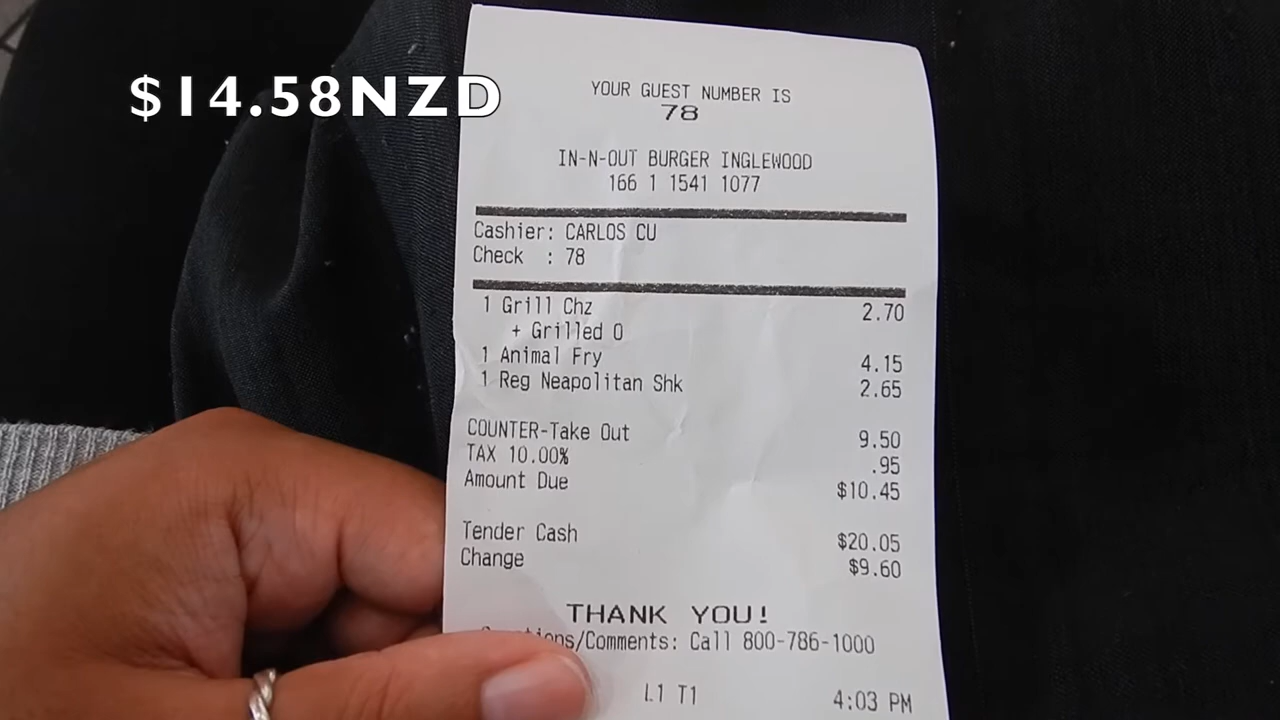 $14.58NZD
YOUR GUEST NUMBER IS
78
IN-N-OUT BURGER INGLEWOOD
166 1 1541 1077
Cashier: CARLOS CU
Check : 78
1 Grill Chz 2.70
+ Grilled O
1 Animal Fry 4.15
1 Reg Neapolitan Shk 2.65
COUNTER-Take Out 9.50
TAX 10.00% .95
Amount Due $10.45
Tender Cash $20.05
Change $9.60
THANK YOU!
/Comments: Call 800-786-1000
L1 T1 4:03 PM